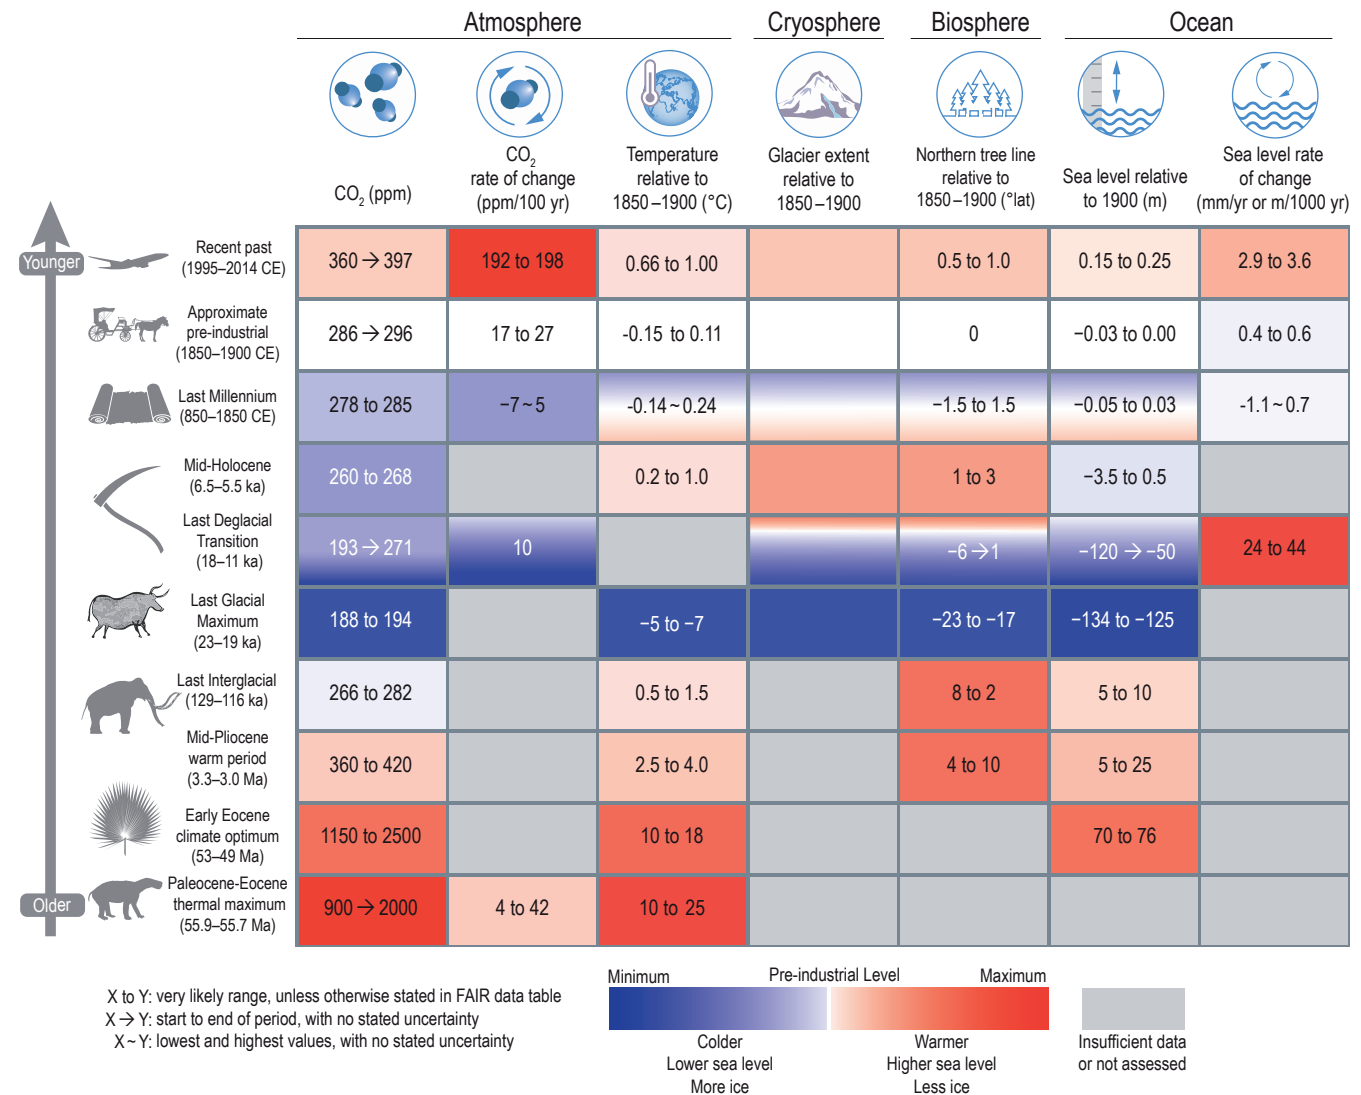 Atmosphere
Cryosphere
Biosphere
Ocean
CO2 (ppm)
CO2
rate of change
(ppm/100 yr)
Temperature
relative to
1850–1900 (°C)
Glacier extent
relative to
1850–1900
Northern tree line
relative to
1850–1900 (°lat)
Sea level relative
to 1900 (m)
Sea level rate
of change
(mm/yr or m/1000 yr)
Younger
Recent past
(1995–2014 CE)
360 → 397
192 to 198
0.66 to 1.00
0.5 to 1.0
0.15 to 0.25
2.9 to 3.6
Approximate
pre-industrial
(1850–1900 CE)
286 → 296
17 to 27
-0.15 to 0.11
0
−0.03 to 0.00
0.4 to 0.6
Last Millennium
(850–1850 CE)
278 to 285
−7 ~ 5
-0.14 ~ 0.24
−1.5 to 1.5
−0.05 to 0.03
-1.1 ~ 0.7
Mid-Holocene
(6.5–5.5 ka)
260 to 268
0.2 to 1.0
1 to 3
−3.5 to 0.5
Last Deglacial
Transition
(18–11 ka)
193 → 271
10
−6 → 1
−120 → −50
24 to 44
Last Glacial
Maximum
(23–19 ka)
188 to 194
−5 to −7
−23 to −17
−134 to −125
Last Interglacial
(129–116 ka)
266 to 282
0.5 to 1.5
8 to 2
5 to 10
Mid-Pliocene
warm period
(3.3–3.0 Ma)
360 to 420
2.5 to 4.0
4 to 10
5 to 25
Early Eocene
climate optimum
(53–49 Ma)
1150 to 2500
10 to 18
70 to 76
Older
Paleocene-Eocene
thermal maximum
(55.9–55.7 Ma)
900 → 2000
4 to 42
10 to 25
X to Y: very likely range, unless otherwise stated in FAIR data table
X → Y: start to end of period, with no stated uncertainty
X ~ Y: lowest and highest values, with no stated uncertainty
Minimum
Pre-industrial Level
Maximum
Colder
Lower sea level
More ice
Warmer
Higher sea level
Less ice
Insufficient data
or not assessed